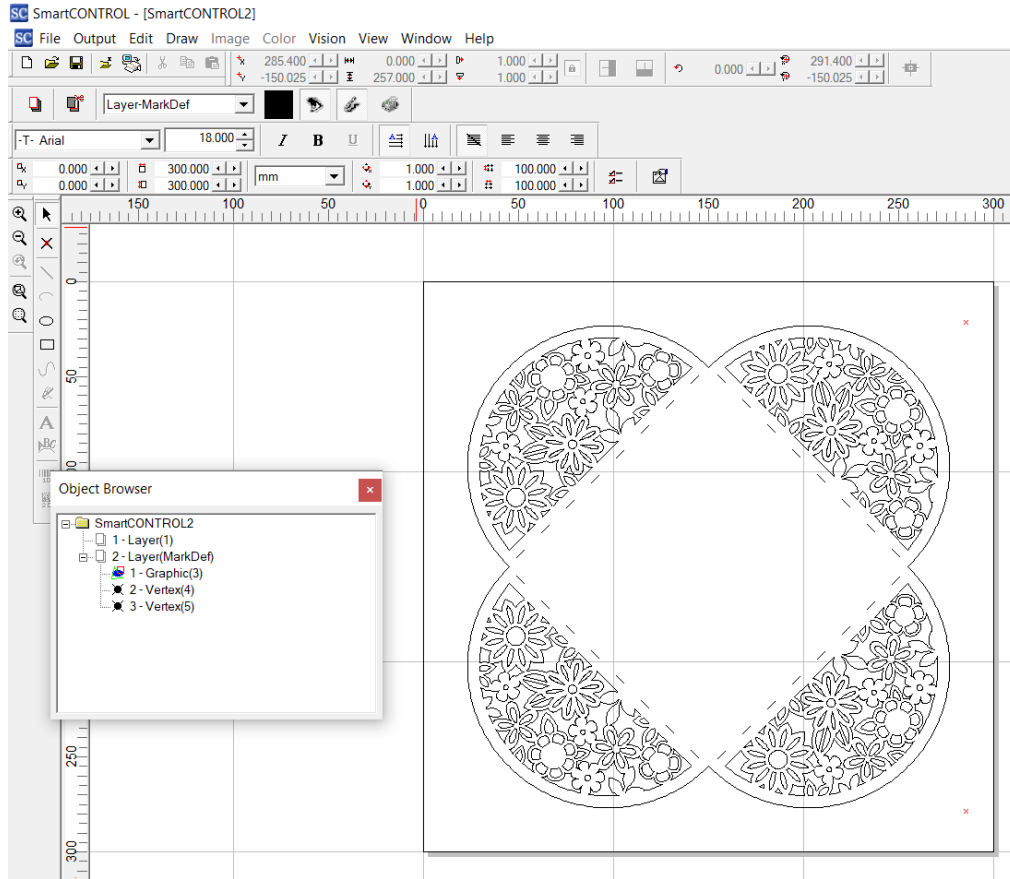 SmartCONTROL - [SmartCONTROL2]
File Output Edit Draw Image Color Vision View Window Help
285.400 0.000 1.000 0.000 291.400
-150.025 257.000 1.000 -150.025
Layer-MarkDef
-T- Arial 18.000 I B U
0.000 300.000 mm 1.000 100.000
0.000 300.000 1.000 100.000
150 100 50 0 50 100 150 200 250 300
0
50
Object Browser
SmartCONTROL2
1 - Layer(1)
2 - Layer(MarkDef)
1 - Graphic(3)
2 - Vertex(4)
3 - Vertex(5)
250
300